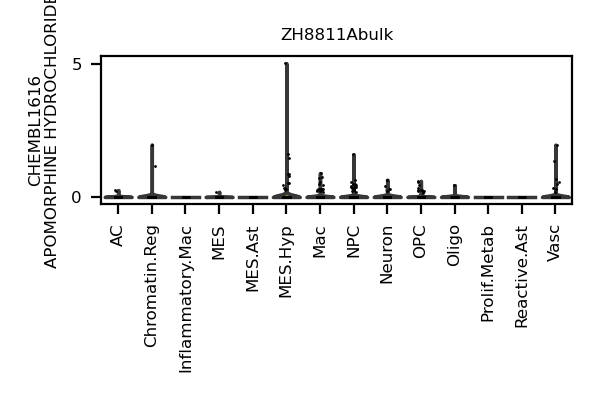 ZH8811Abulk
CHEMBL1616
APOMORPHINE HYDROCHLORIDE
5
0
AC
Chromatin.Reg
Inflammatory.Mac
MES
MES.Ast
MES.Hyp
Mac
NPC
Neuron
OPC
Oligo
Prolif.Metab
Reactive.Ast
Vasc